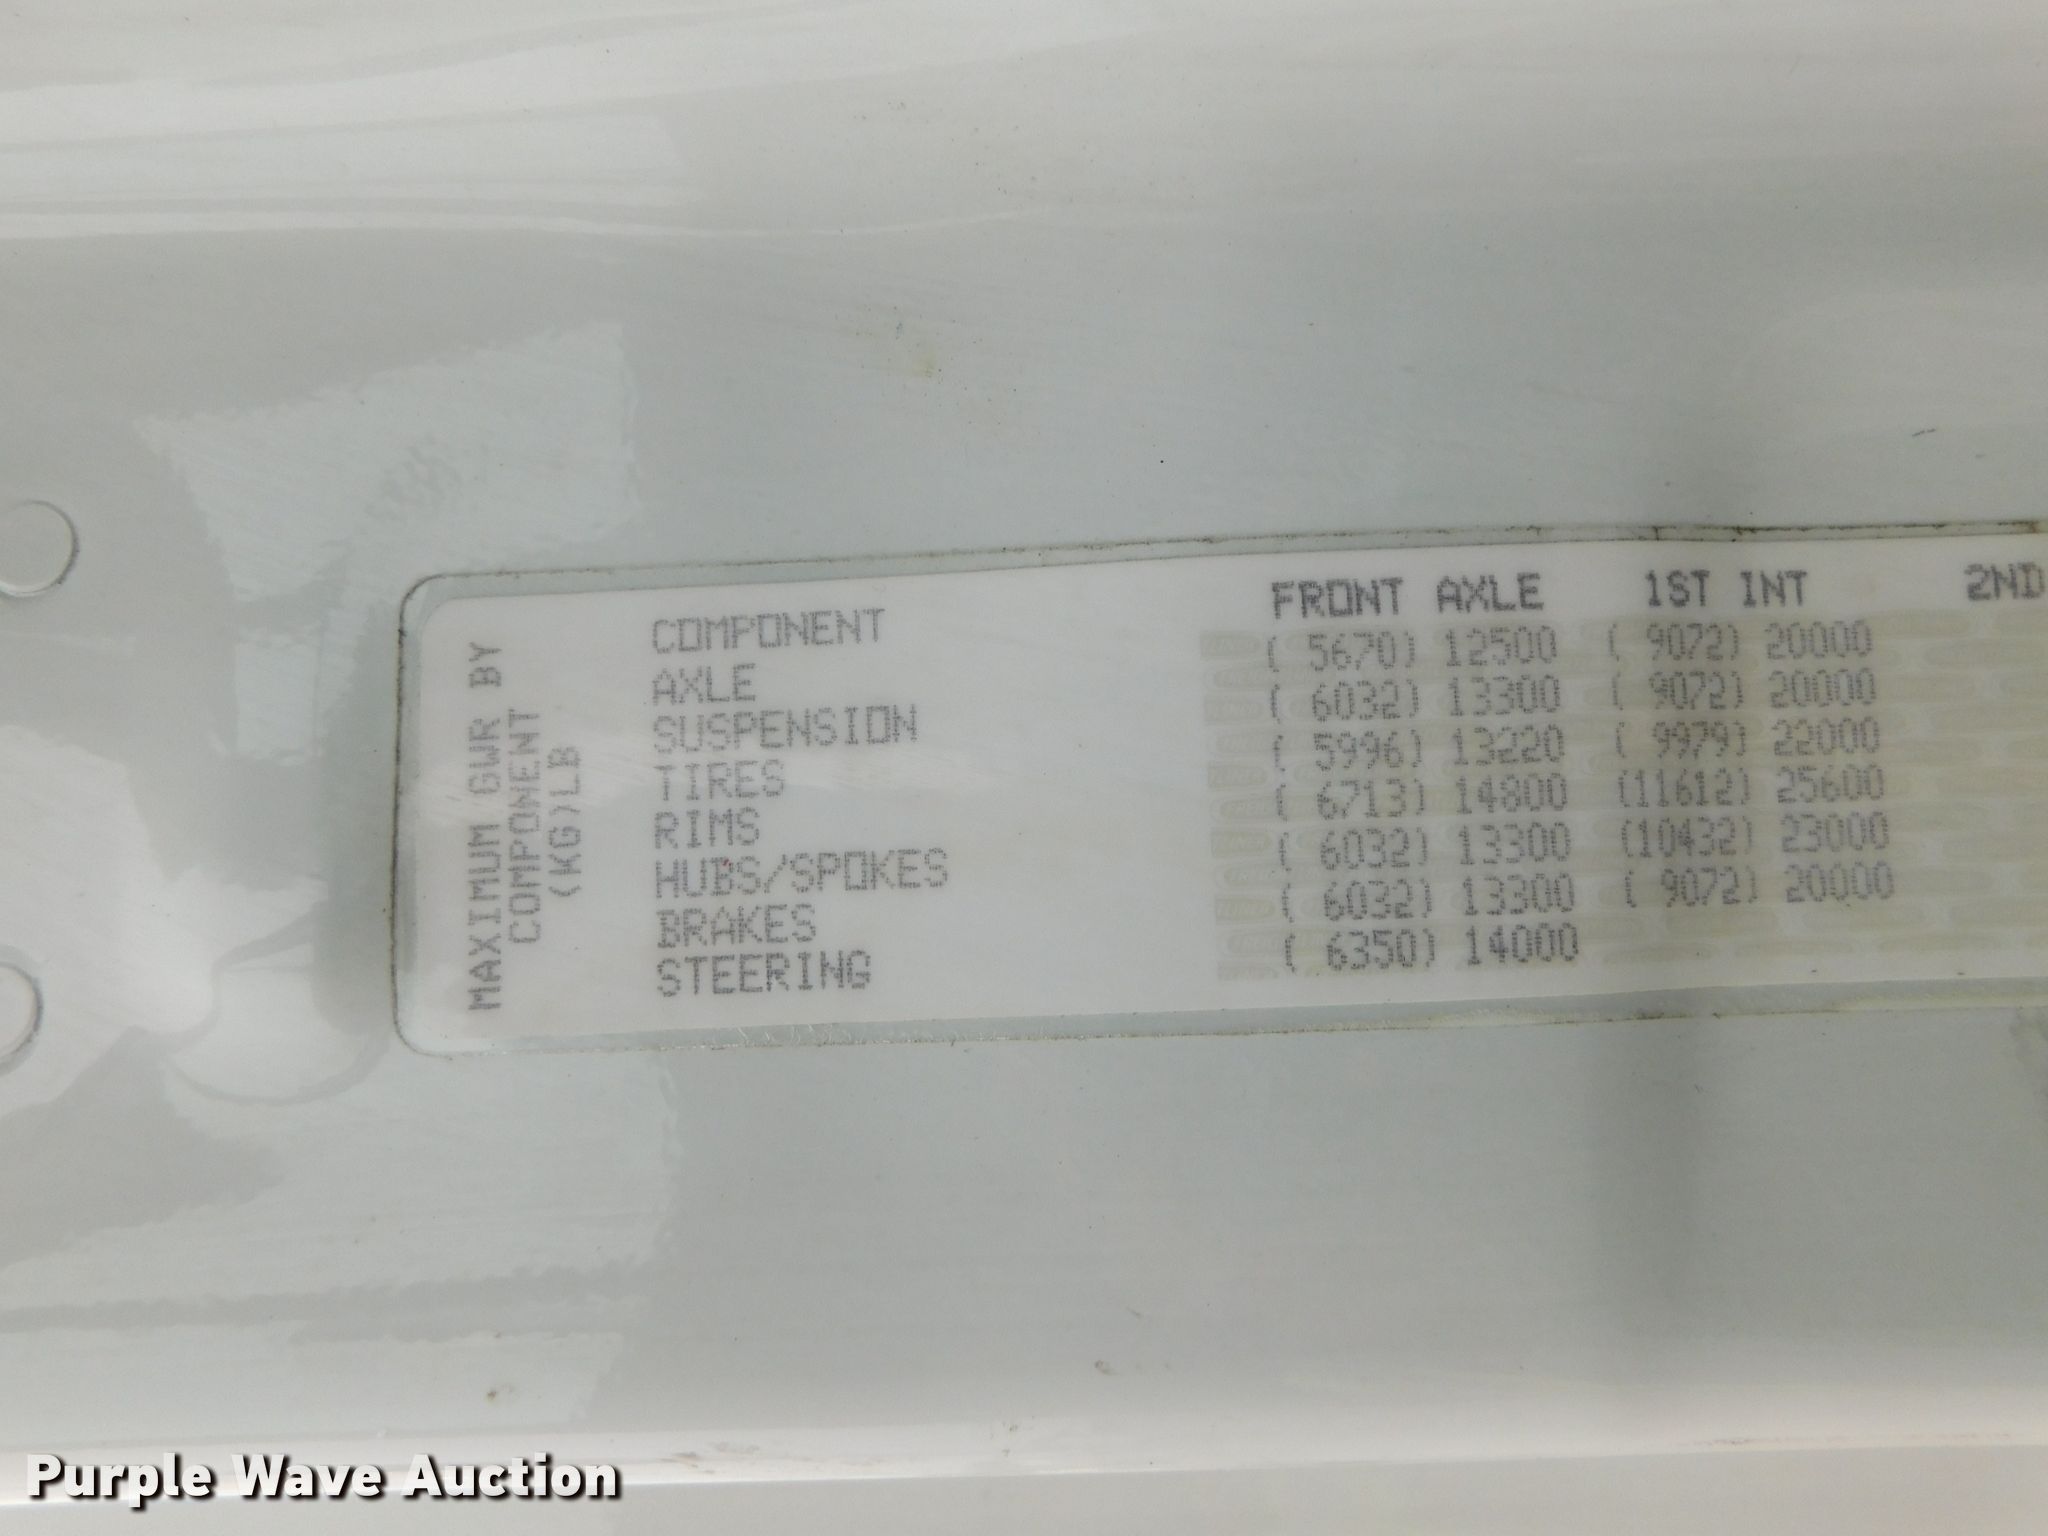 MAXIMUM GWR BY
COMPONENT
(KG)LB
COMPONENT FRONT AXLE 1ST INT 2ND
AXLE ( 5670) 12500 ( 9072) 20000
SUSPENSION ( 6032) 13300 ( 9072) 20000
TIRES ( 5996) 13220 ( 9979) 22000
RIMS ( 6713) 14800 (11612) 25600
HUBS/SPOKES ( 6032) 13300 (10432) 23000
BRAKES ( 6032) 13300 ( 9072) 20000
STEERING ( 6350) 14000
Purple Wave Auction